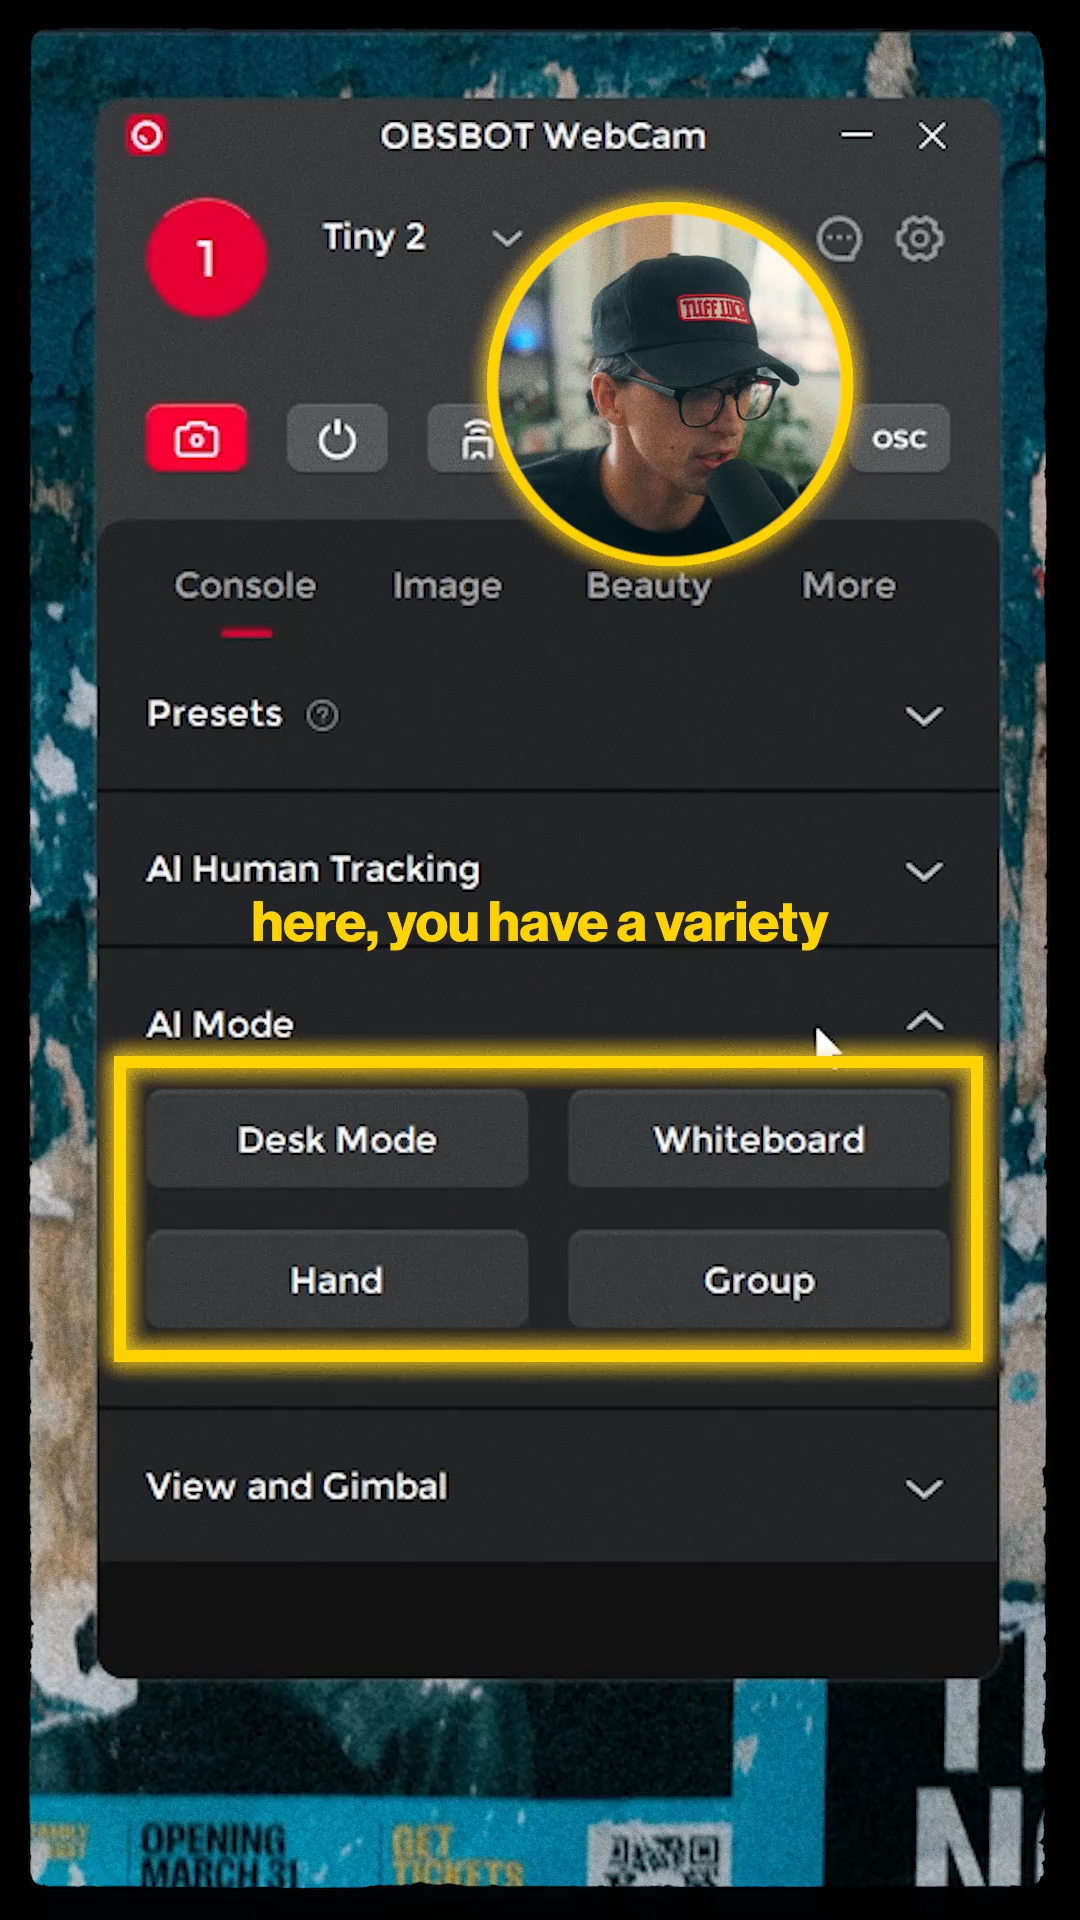 OBSBOT WebCam
1
Tiny 2
TUFF
OSC
Console
Image
Beauty
More
Presets
?
AI Human Tracking
here, you have a variety
AI Mode
Desk Mode
Whiteboard
Hand
Group
View and Gimbal
OPENING
MARCH 31
GET
TICKETS